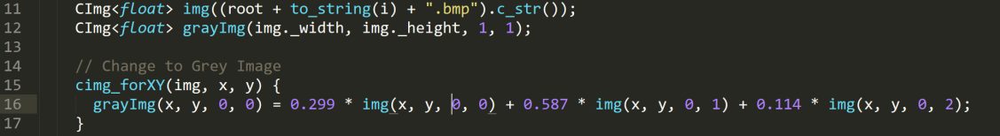 11 CImg<float> img((root + to_string(i) + ".bmp").c_str());
12 CImg<float> grayImg(img._width, img._height, 1, 1);
13
14 // Change to Grey Image
15 cimg_forXY(img, x, y) {
16 grayImg(x, y, 0, 0) = 0.299 * img(x, y, 0, 0) + 0.587 * img(x, y, 0, 1) + 0.114 * img(x, y, 0, 2);
17 }